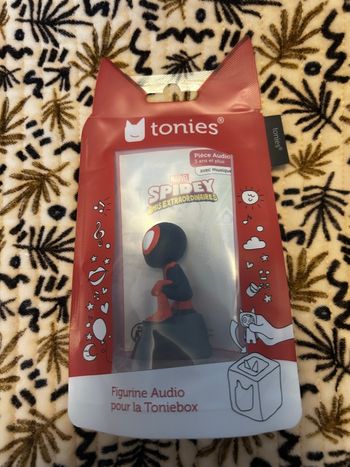 tonies®
tonies®
Pièce Audio
3 ans et plus
avec musique
MARVEL
SPIDEY
ET SES AMIS EXTRAORDINAIRES
Figurine Audio
pour la Toniebox